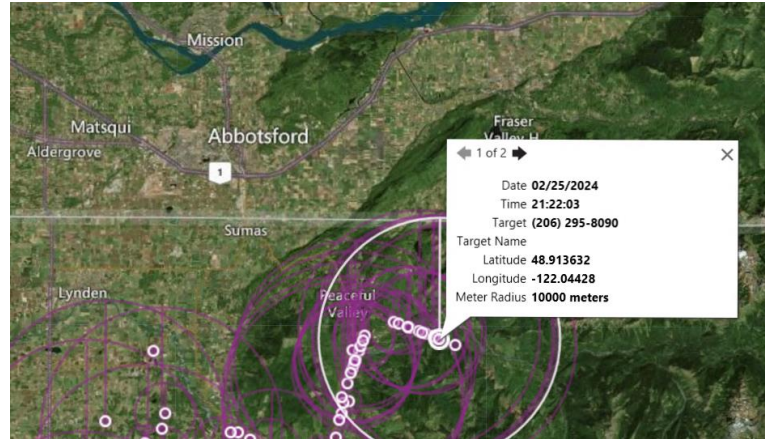 Mission
Matsqui
Abbotsford
Aldergrove
1
Fraser
Valley H
Sumas
Lynden
Peaceful
Valley
1 of 2
Date 02/25/2024
Time 21:22:03
Target (206) 295-8090
Target Name
Latitude 48.913632
Longitude -122.04428
Meter Radius 10000 meters